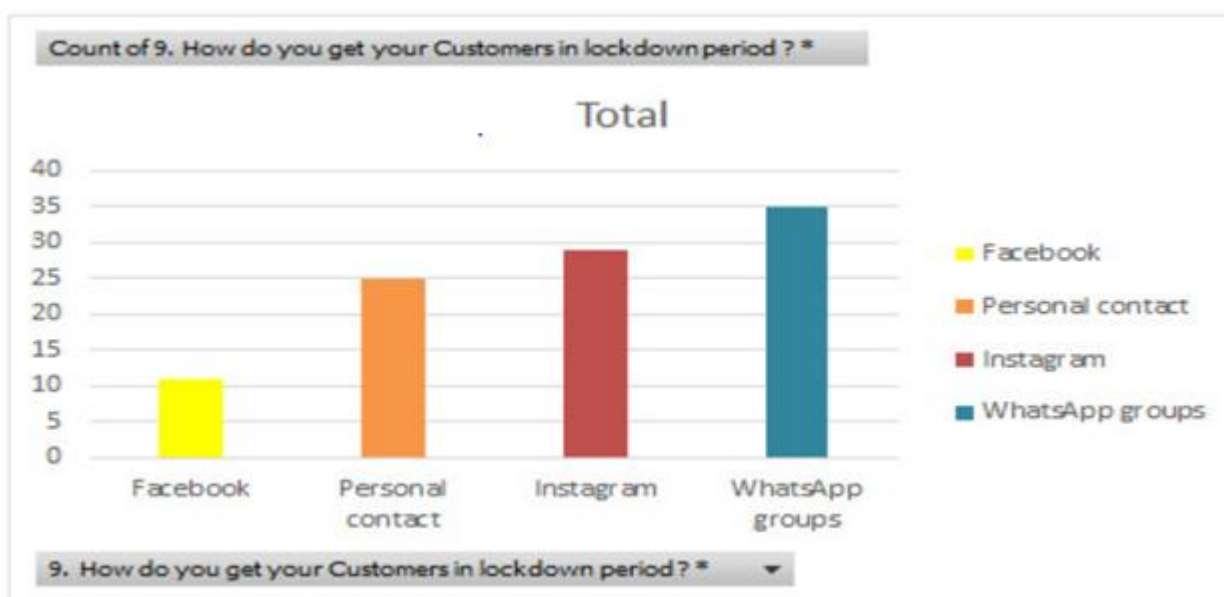 Count of 9. How do you get your Customers in lockdown period ? *
Total
40
35
30
25
20
15
10
5
0
Facebook
Personal contact
Instagram
WhatsApp groups
Facebook
Personal
contact
Instagram
WhatsApp
groups
9. How do you get your Customers in lockdown period? *